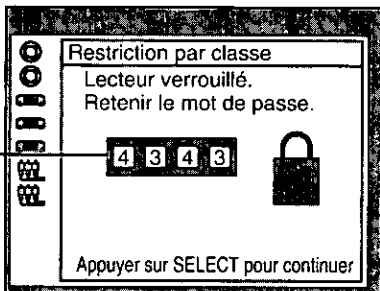 Restriction par classe
Lecteur verrouillé.
Retenir le mot de passe.
4 3 4 3
Appuyer sur SELECT pour continuer